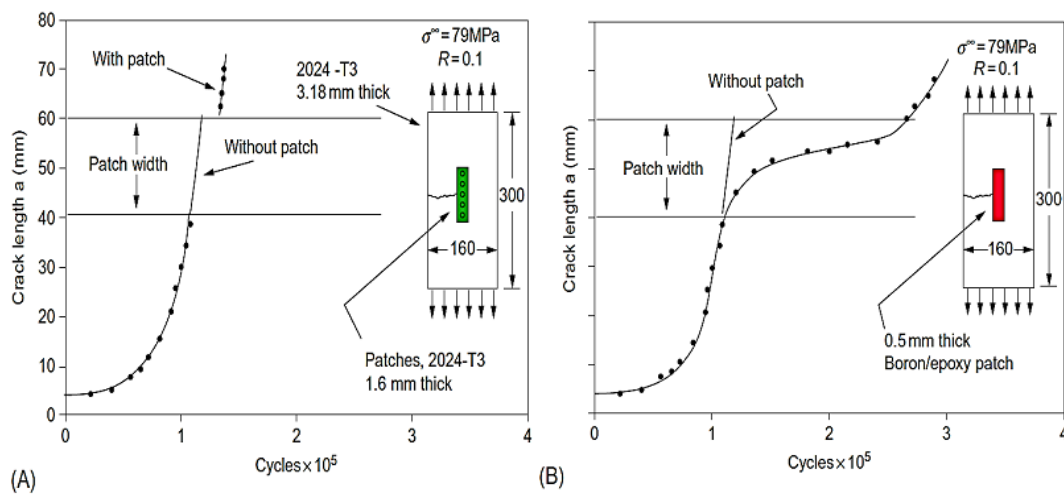 80
70
60
50
40
30
20
10
0
Crack length a (mm)
With patch
Without patch
Patch width
2024 -T3
3.18 mm thick
σ∞ = 79MPa
R = 0.1
300
160
Patches, 2024-T3
1.6 mm thick
0 1 2 3 4
Cycles×10⁵
(A)
Crack length a (mm)
Without patch
Patch width
σ∞ = 79MPa
R = 0.1
300
160
0.5 mm thick
Boron/epoxy patch
0 1 2 3 4
Cycles×10⁵
(B)